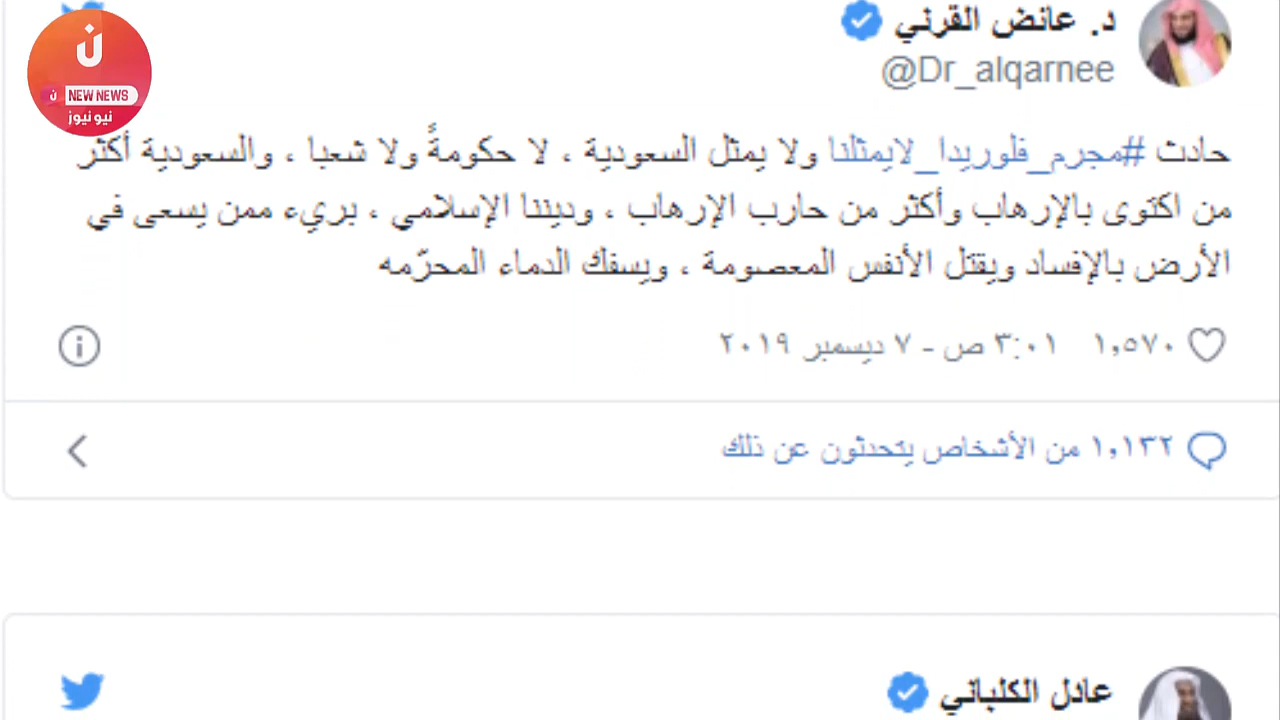 ن
ن NEW NEWS
نيو نيوز
د. عائض القرني
@Dr_alqarnee
حادث #مجرم_فلوريدا_لايمثلنا ولا يمثل السعودية ، لا حكومةً ولا شعبا ، والسعودية أكثر
من اكتوى بالإرهاب وأكثر من حارب الإرهاب ، وديننا الإسلامي ، بريء ممن يسعى في
الأرض بالإفساد ويقتل الأنفس المعصومة ، ويسفك الدماء المحرّمه
١,٥٧٠ ٣:٠١ ص - ٧ ديسمبر ٢٠١٩
١,١٣٢ من الأشخاص يتحدثون عن ذلك
عادل الكلباني